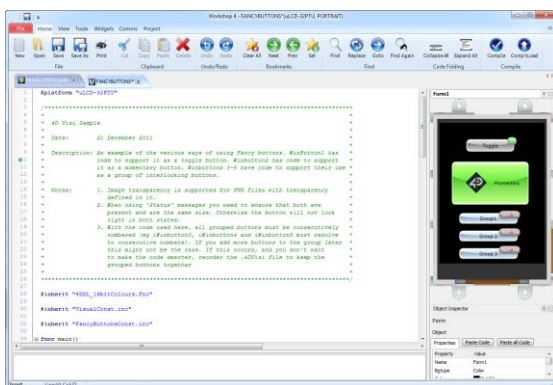 Workshop 4 - FANCYBUTTONS*(uLCD-32PTU, PORTRAIT)
File Home View Tools Widgets Comms Project
New Open Save Save As Print Cut Copy Paste Delete Undo Redo Clear All Next Prev Set Find Replace Goto Find Again Collapse All Expand All Compile Comp'nLoad
File Clipboard Undo/Redo Bookmarks Find Code Folding Compile
FANCYBUTTONS*
Form1
#platform "uLCD-32PTU"
4D Visi Sample
Date: 21 December 2011
Description: An example of the various ways of using Fancy buttons. WinButton1 has
code to support it as a toggle button. Winbutton2 has code to support
it as a momentary button. Winbuttons 3-5 have code to support their use
as a group of interlocking buttons.
Notes: 1. Image transparency is supported for PNG files with transparency
defined in it.
2. When using 'Status' messages you need to ensure that both are
present and are the same size. Otherwise the button will not look
right in both states.
3. With the code used here, all grouped buttons must be consecutively
numbered (eg iWinbutton3, iWinbutton4 and iWinbutton5 must resolve
to consecutive numbers). If you add more buttons to the group later
this might not be the case. If this occurs, and you don't want
to make the code smarter, reorder the .4DVisi file to keep the
grouped buttons together
#inherit "4DGL_16bitColours.fnc"
#inherit "VisualConst.inc"
#inherit "FancyButtonsConst.inc"
func main()
Toggle
4D Momentary
Group1
Group 2
Group 3
Object Inspector
Form
Object
Properties Paste Code Paste all Code
Property Value
Name Form1
Bgtype Color
Insert